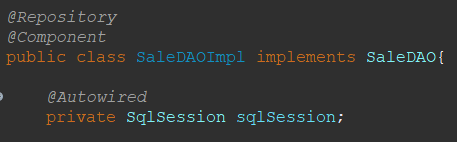 @Repository
@Component
public class SaleDAOImpl implements SaleDAO{
@Autowired
private SqlSession sqlSession;